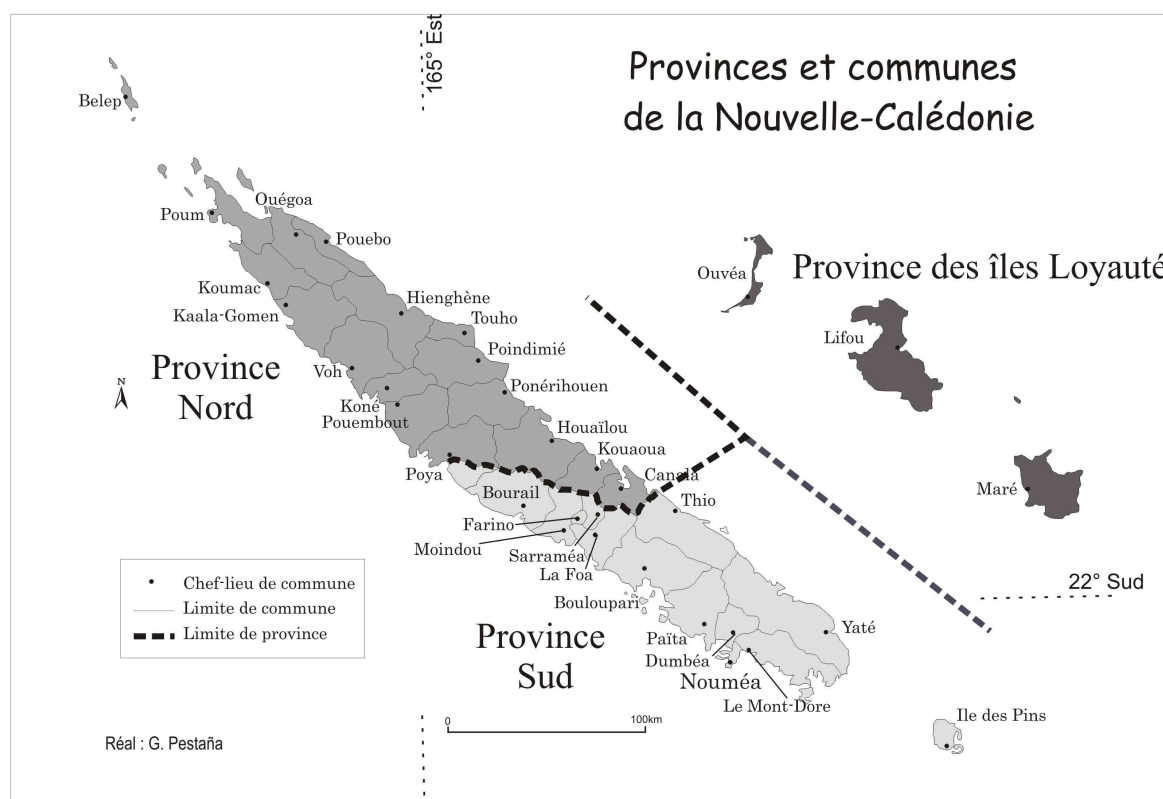 Provinces et communes
de la Nouvelle-Calédonie
165° Est
Belep
Ouégoa
Poum
Pouebo
Ouvéa
Province des îles Loyauté
Koumac
Kaala-Gomen
Hienghène
Touho
Lifou
Poindimié
Province
Nord
N
Voh
Ponérihouen
Koné
Pouembout
Houaïlou
Kouaoua
Poya
Canala
Maré
Bourail
Thio
Farino
Moindou
Sarraméa
La Foa
Chef-lieu de commune
Limite de commune
Limite de province
22° Sud
Bouloupari
Province
Sud
Païta
Yaté
Dumbéa
Nouméa
Le Mont-Dore
Ile des Pins
0
100km
Réal : G. Pestaña